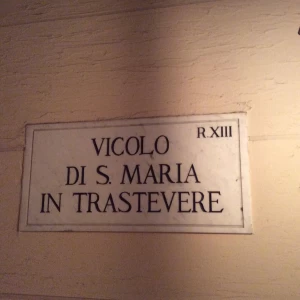 R.XIII
VICOLO
DI S. MARIA
IN TRASTEVERE